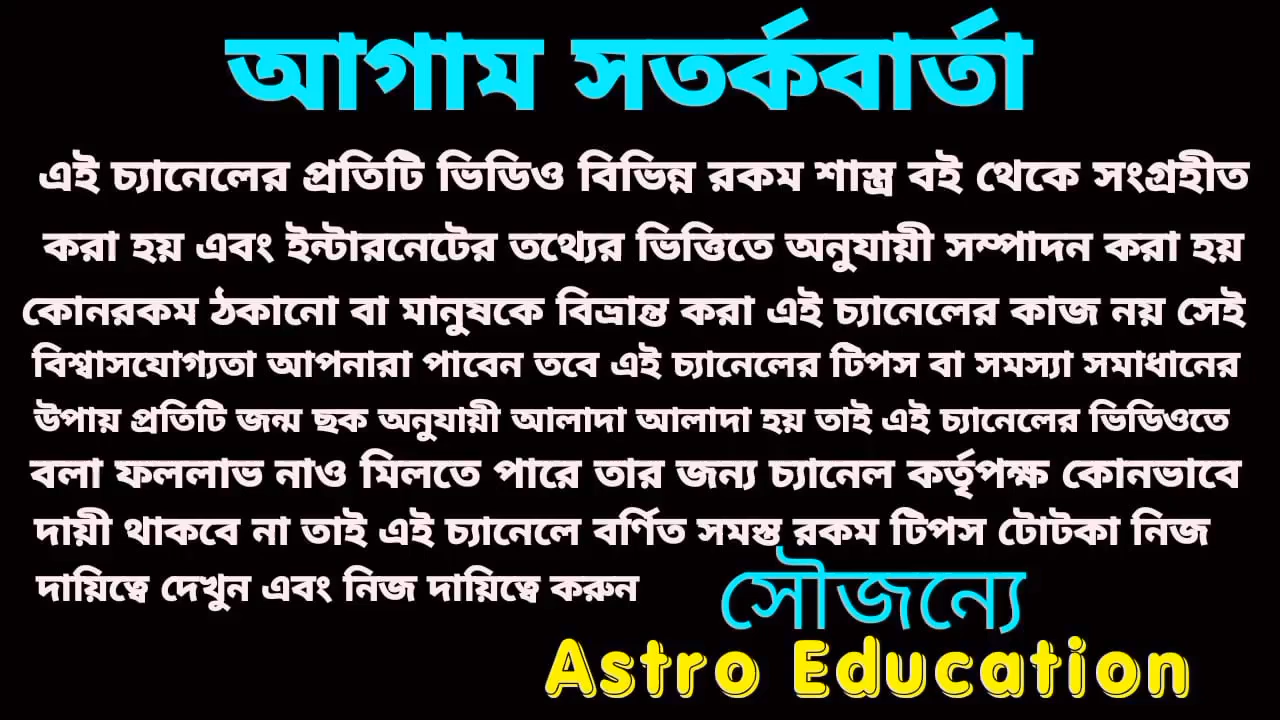 আগাম সতর্কবার্তা
এই চ্যানেলের প্রতিটি ভিডিও বিভিন্ন রকম শাস্ত্র বই থেকে সংগ্রহীত
করা হয় এবং ইন্টারনেটের তথ্যের ভিত্তিতে অনুযায়ী সম্পাদন করা হয়
কোনরকম ঠকানো বা মানুষকে বিভ্রান্ত করা এই চ্যানেলের কাজ নয় সেই
বিশ্বাসযোগ্যতা আপনারা পাবেন তবে এই চ্যানেলের টিপস বা সমস্যা সমাধানের
উপায় প্রতিটি জন্ম ছক অনুযায়ী আলাদা আলাদা হয় তাই এই চ্যানেলের ভিডিওতে
বলা ফললাভ নাও মিলতে পারে তার জন্য চ্যানেল কর্তৃপক্ষ কোনভাবে
দায়ী থাকবে না তাই এই চ্যানেলে বর্ণিত সমস্ত রকম টিপস টোটকা নিজ
দায়িত্বে দেখুন এবং নিজ দায়িত্বে করুন
সৌজন্যে
Astro Education